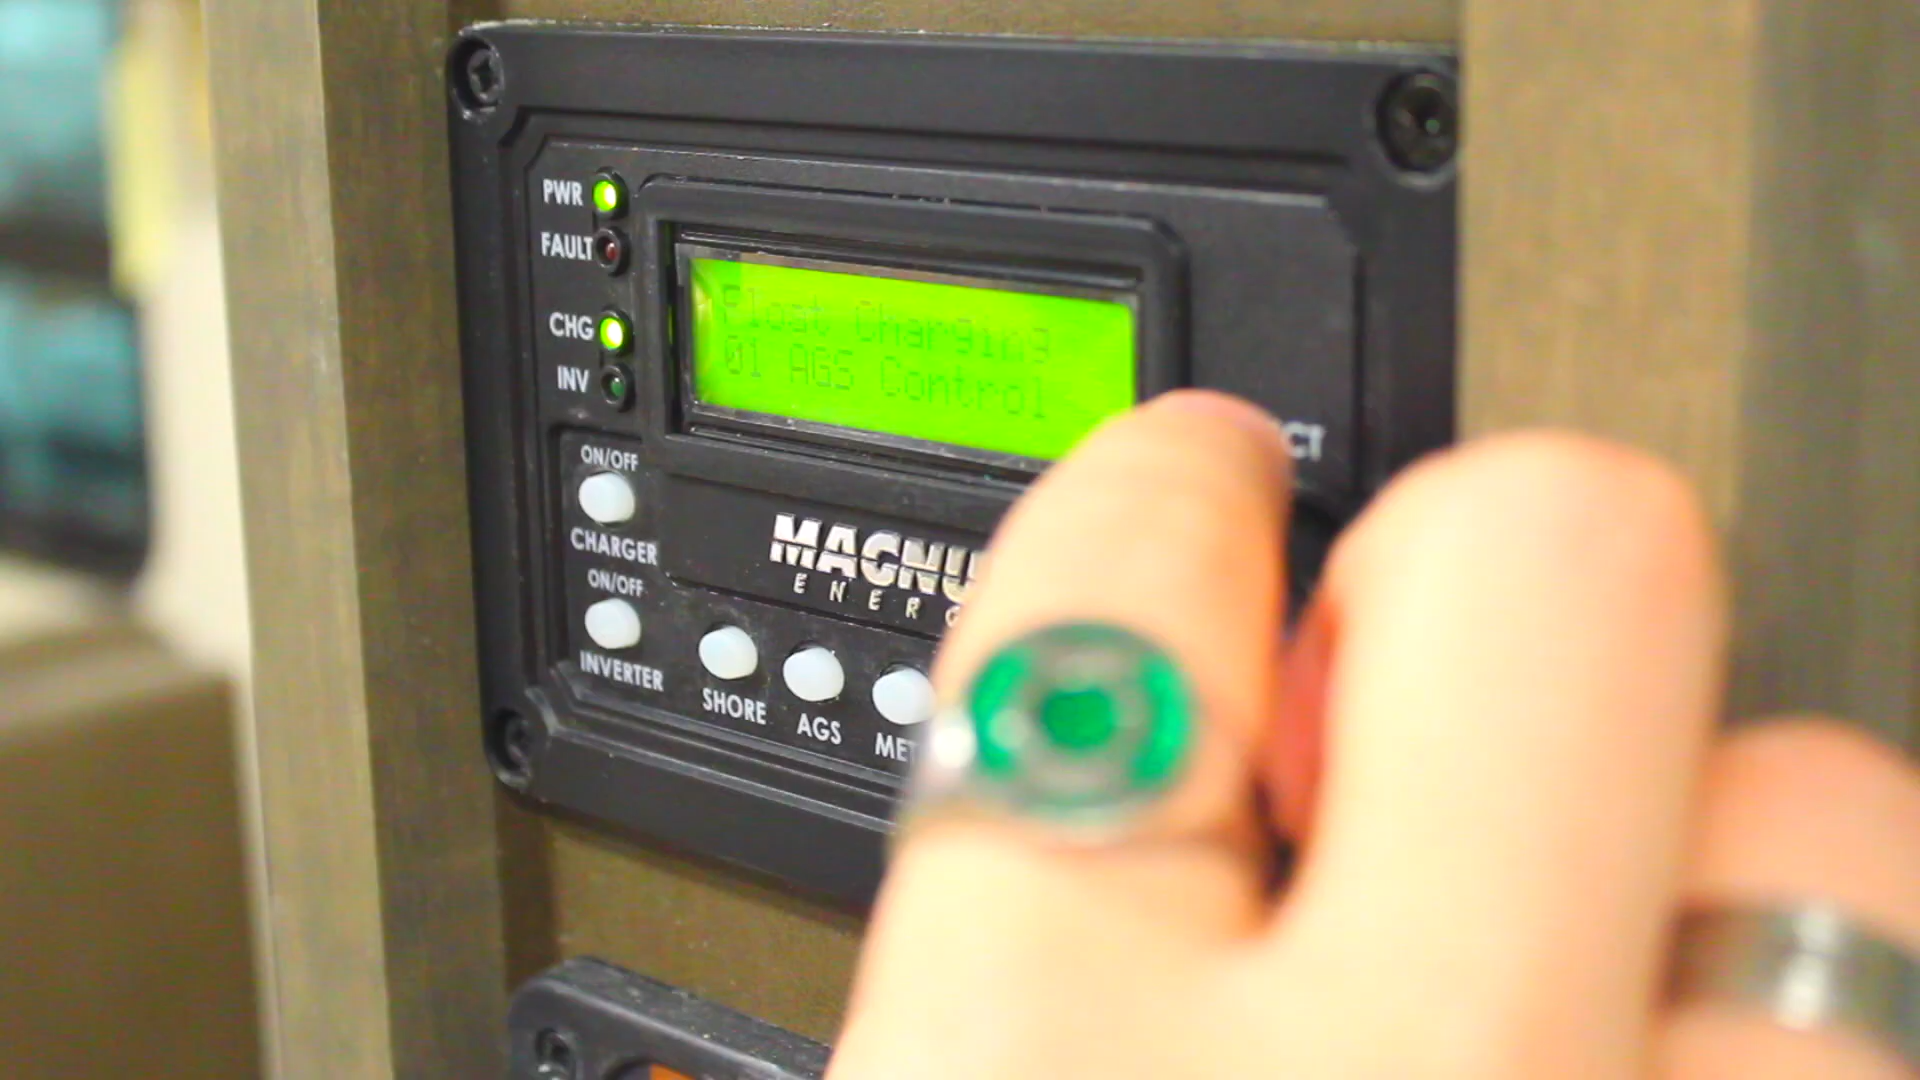 PWR
FAULT
CHG
INV
Float Charging
01 AGS Control
CT
ON/OFF
CHARGER
ON/OFF
INVERTER
MAGNU
ENERG
SHORE
AGS
MET